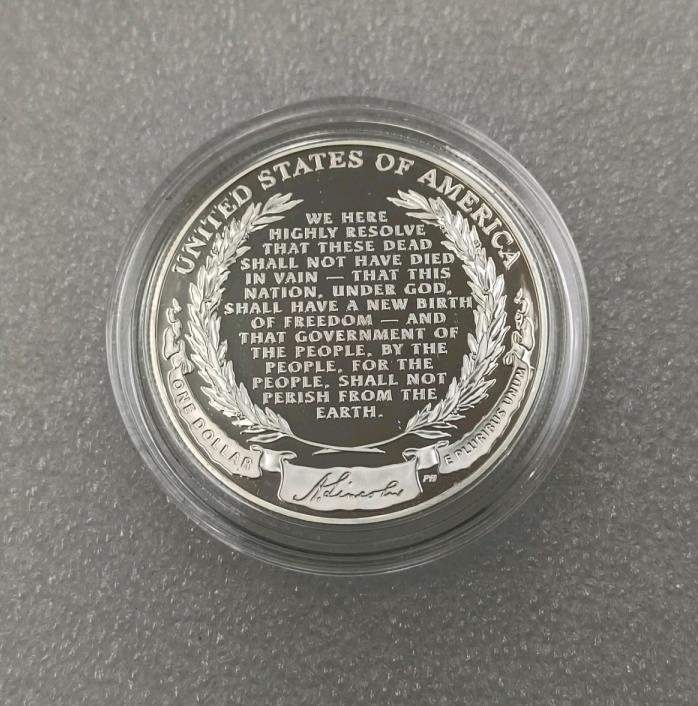 UNITED STATES OF AMERICA
WE HERE
HIGHLY RESOLVE
THAT THESE DEAD
SHALL NOT HAVE DIED
IN VAIN — THAT THIS
NATION, UNDER GOD,
SHALL HAVE A NEW BIRTH
OF FREEDOM — AND
THAT GOVERNMENT OF
THE PEOPLE, BY THE
PEOPLE, FOR THE
PEOPLE, SHALL NOT
PERISH FROM THE
EARTH.
ONE DOLLAR
A. Lincoln
E PLURIBUS UNUM